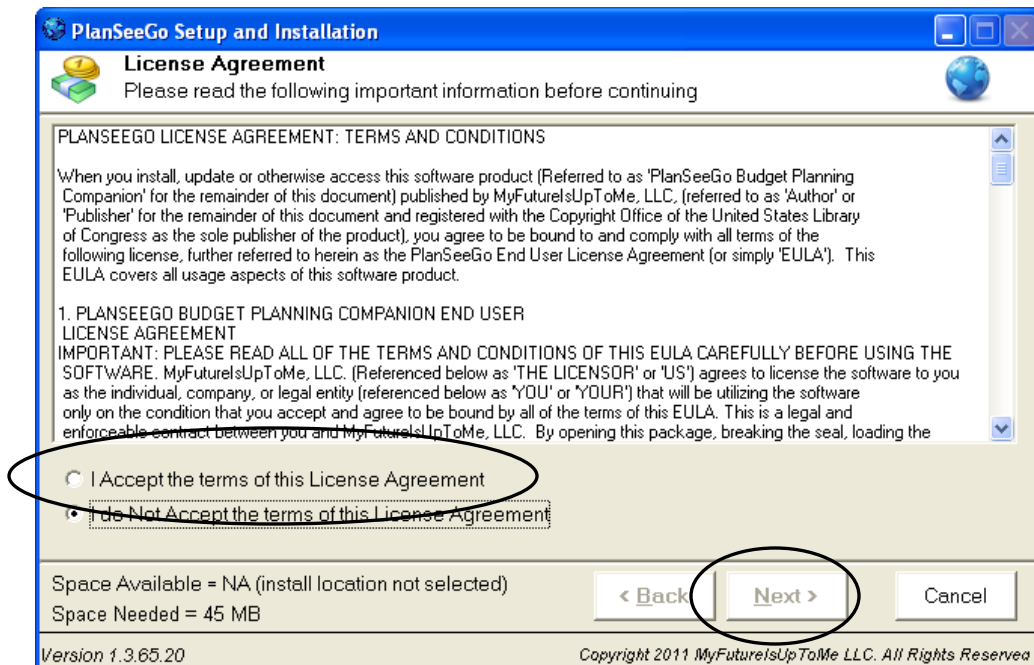 PlanSeeGo Setup and Installation
License Agreement
Please read the following important information before continuing
PLANSEEGO LICENSE AGREEMENT: TERMS AND CONDITIONS
When you install, update or otherwise access this software product (Referred to as 'PlanSeeGo Budget Planning
Companion' for the remainder of this document) published by MyFutureIsUpToMe, LLC, (referred to as 'Author' or
'Publisher' for the remainder of this document and registered with the Copyright Office of the United States Library
of Congress as the sole publisher of the product), you agree to be bound to and comply with all terms of the
following license, further referred to herein as the PlanSeeGo End User License Agreement (or simply 'EULA'). This
EULA covers all usage aspects of this software product.
1. PLANSEEGO BUDGET PLANNING COMPANION END USER
LICENSE AGREEMENT
IMPORTANT: PLEASE READ ALL OF THE TERMS AND CONDITIONS OF THIS EULA CAREFULLY BEFORE USING THE
SOFTWARE. MyFutureIsUpToMe, LLC. (Referenced below as 'THE LICENSOR' or 'US') agrees to license the software to you
as the individual, company, or legal entity (referenced below as 'YOU' or 'YOUR') that will be utilizing the software
only on the condition that you accept and agree to be bound by all of the terms of this EULA. This is a legal and
enforceable contract between you and MyFutureIsUpToMe, LLC. By opening this package, breaking the seal, loading the
I Accept the terms of this License Agreement
I do Not Accept the terms of this License Agreement
Space Available = NA (install location not selected)
Space Needed = 45 MB
< Back Next > Cancel
Version 1.3.65.20 Copyright 2011 MyFutureIsUpToMe LLC. All Rights Reserved